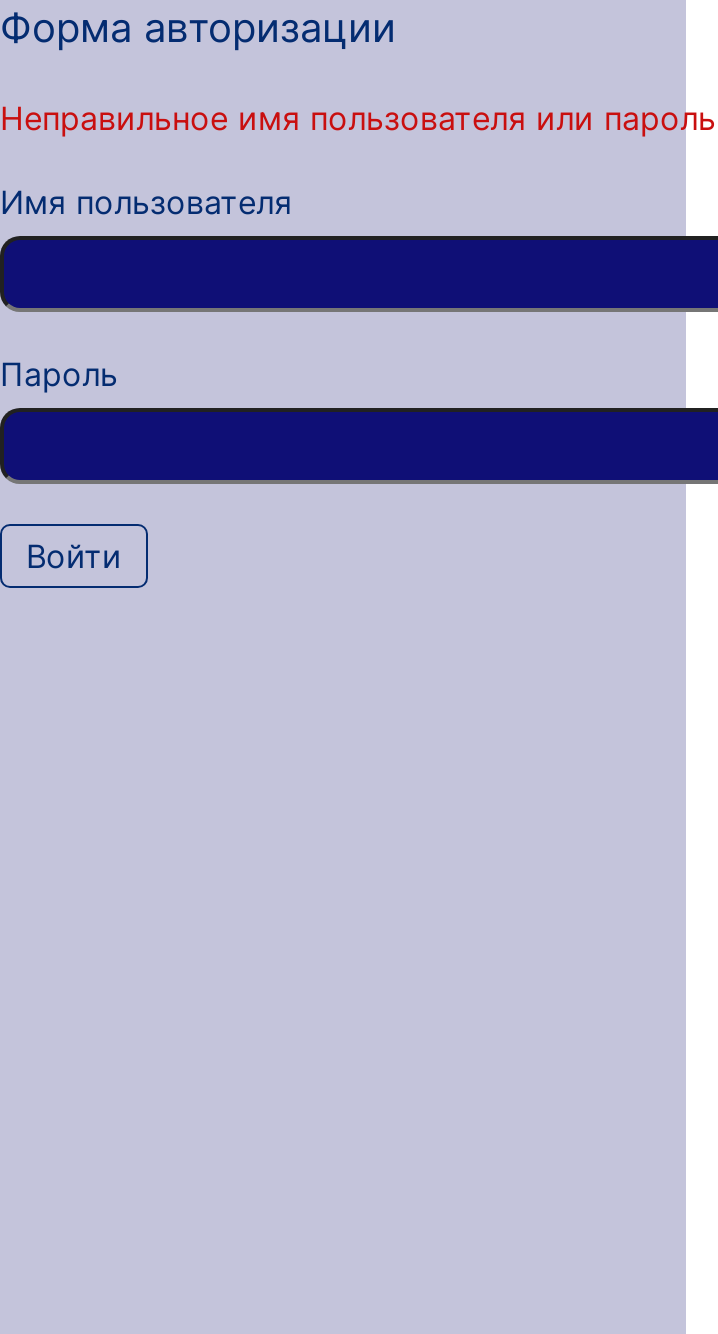 Форма авторизации
Неправильное имя пользователя или пароль
Имя пользователя
Пароль
Войти